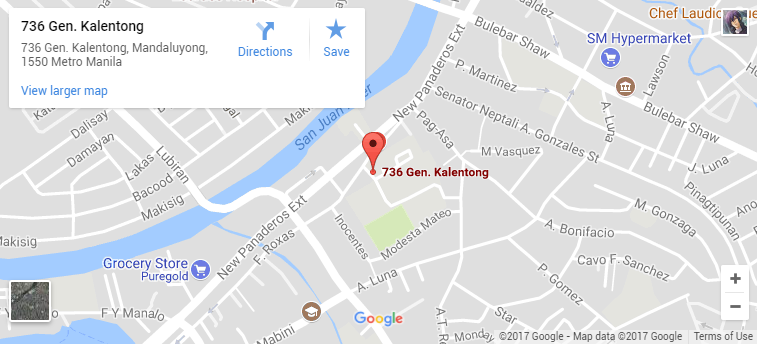 736 Gen. Kalentong
736 Gen. Kalentong, Mandaluyong,
1550 Metro Manila
Directions
Save
View larger map
Chef Laudico
SM Hypermarket
Bulebar Shaw
Lawson
P. Martinez
New Panaderos Ext
San Juan River
Senator Neptali A. Gonzales St
A. Luna
Bulebar Shaw
Pag-Asa
M Vasquez
J. Luna
Dalisay
Damayan
Lakas
Lubiran
Bacood
Makisig
736 Gen. Kalentong
M. Gonzaga
Pinagtipunan
Makisig
Inocentes
Modesta Mateo
A. Bonifacio
New Panaderos Ext
F. Roxas
Grocery Store
Puregold
Cavo F. Sanchez
A. Luna
P. Gomez
F Y Manalo
Mabini
Google
A.T.
©2017 Google - Map data ©2017 Google
Terms of Use